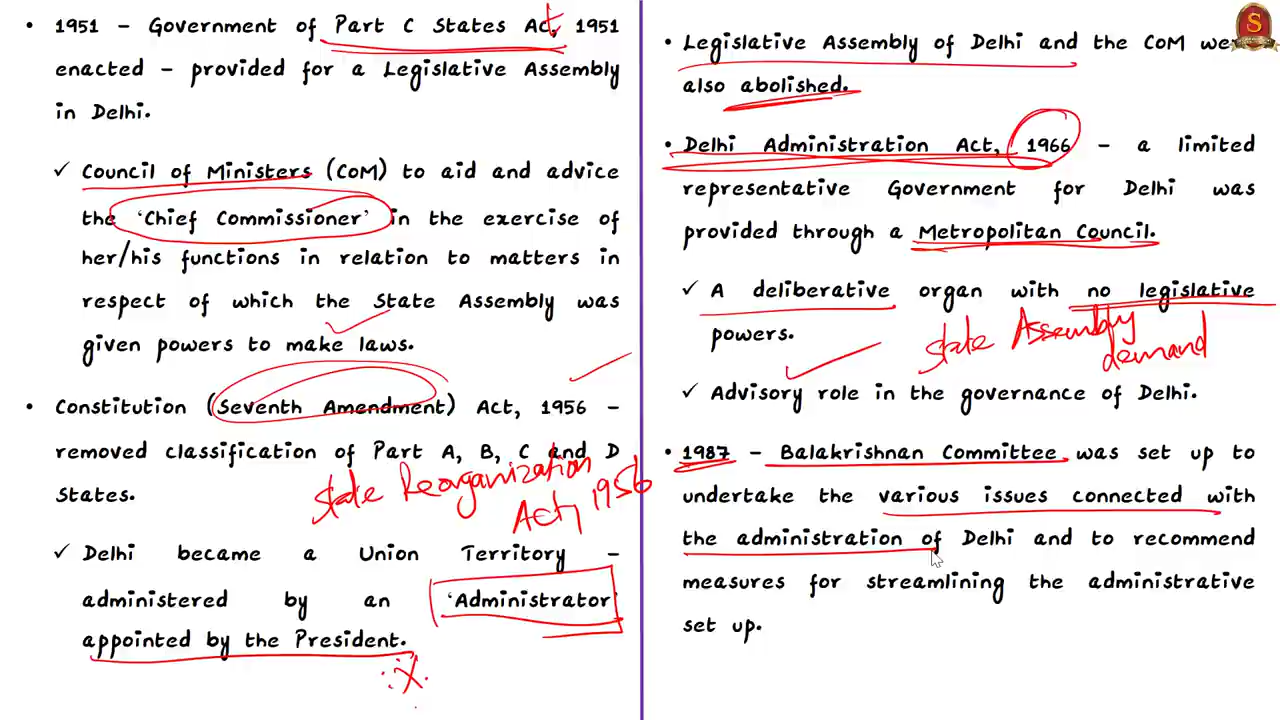 • 1951 - Government of Part C States Act, 1951
enacted - provided for a Legislative Assembly
in Delhi.
✓ Council of Ministers (CoM) to aid and advice
the 'Chief Commissioner' in the exercise of
her/his functions in relation to matters in
respect of which the State Assembly was
given powers to make laws.
• Constitution (Seventh Amendment) Act, 1956 -
removed classification of Part A, B, C and D
States.
State Reorganization
Act, 1956
✓ Delhi became a Union Territory -
administered by an 'Administrator'
appointed by the President.
• Legislative Assembly of Delhi and the CoM were
also abolished.
• Delhi Administration Act, 1966 - a limited
representative Government for Delhi was
provided through a Metropolitan Council.
✓ A deliberative organ with no legislative
powers.
State Assembly
demand
✓ Advisory role in the governance of Delhi.
• 1987 - Balakrishnan Committee was set up to
undertake the various issues connected with
the administration of Delhi and to recommend
measures for streamlining the administrative
set up.
S